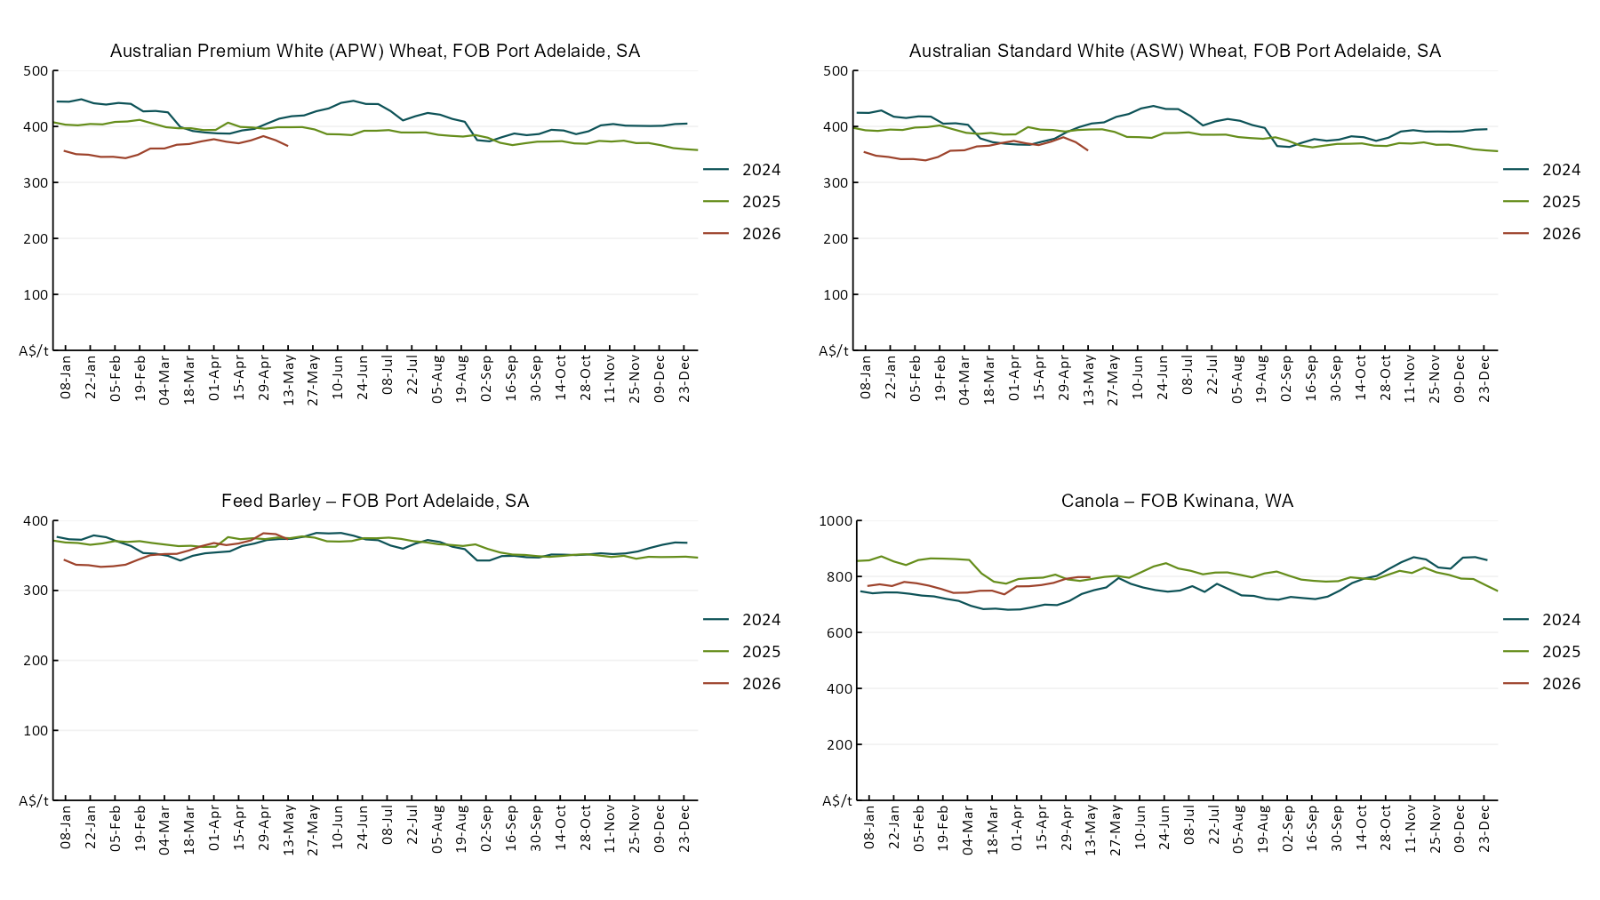 Australian Premium White (APW) Wheat, FOB Port Adelaide, SA
500
400
300
200
100
A$/t
08-Jan
22-Jan
05-Feb
19-Feb
04-Mar
18-Mar
01-Apr
15-Apr
29-Apr
13-May
27-May
10-Jun
24-Jun
08-Jul
22-Jul
05-Aug
19-Aug
02-Sep
16-Sep
30-Sep
14-Oct
28-Oct
11-Nov
25-Nov
09-Dec
23-Dec
2024
2025
2026
Australian Standard White (ASW) Wheat, FOB Port Adelaide, SA
500
400
300
200
100
A$/t
08-Jan
22-Jan
05-Feb
19-Feb
04-Mar
18-Mar
01-Apr
15-Apr
29-Apr
13-May
27-May
10-Jun
24-Jun
08-Jul
22-Jul
05-Aug
19-Aug
02-Sep
16-Sep
30-Sep
14-Oct
28-Oct
11-Nov
25-Nov
09-Dec
23-Dec
2024
2025
2026
Feed Barley – FOB Port Adelaide, SA
400
300
200
100
A$/t
08-Jan
22-Jan
05-Feb
19-Feb
04-Mar
18-Mar
01-Apr
15-Apr
29-Apr
13-May
27-May
10-Jun
24-Jun
08-Jul
22-Jul
05-Aug
19-Aug
02-Sep
16-Sep
30-Sep
14-Oct
28-Oct
11-Nov
25-Nov
09-Dec
23-Dec
2024
2025
2026
Canola – FOB Kwinana, WA
1000
800
600
400
200
A$/t
08-Jan
22-Jan
05-Feb
19-Feb
04-Mar
18-Mar
01-Apr
15-Apr
29-Apr
13-May
27-May
10-Jun
24-Jun
08-Jul
22-Jul
05-Aug
19-Aug
02-Sep
16-Sep
30-Sep
14-Oct
28-Oct
11-Nov
25-Nov
09-Dec
23-Dec
2024
2025
2026